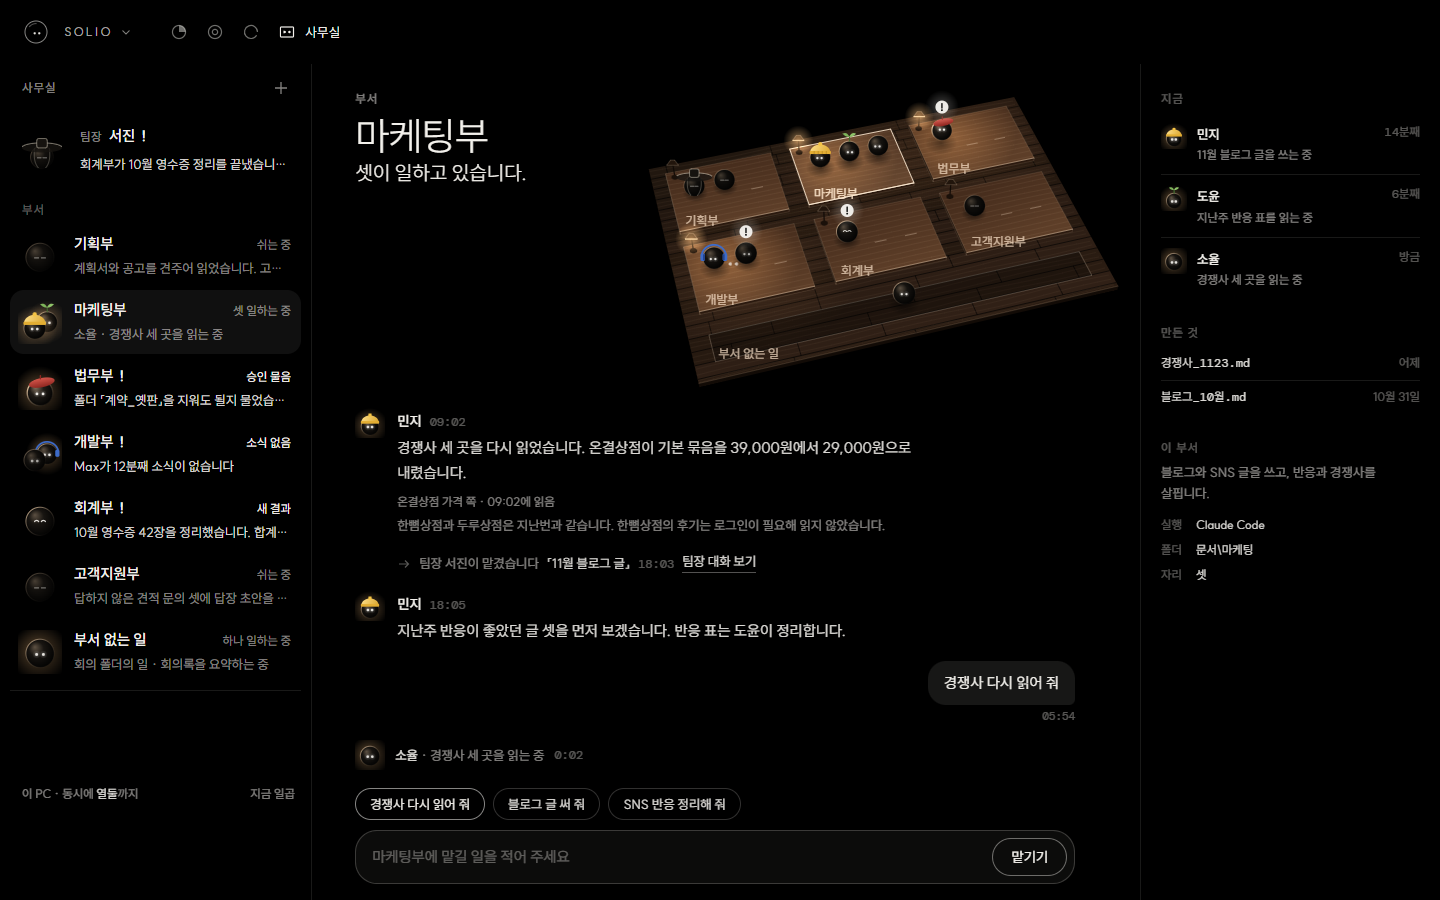 SOLIO
사무실
사무실
팀장 서진 !
회계부가 10월 영수증 정리를 끝냈습니…
부서
기획부
쉬는 중
계획서와 공고를 견주어 읽었습니다. 고…
마케팅부
셋 일하는 중
소율 · 경쟁사 세 곳을 읽는 중
법무부 !
승인 물음
폴더 「계약_옛판」을 지워도 될지 물었습…
개발부 !
소식 없음
Max가 12분째 소식이 없습니다
회계부 !
새 결과
10월 영수증 42장을 정리했습니다. 합계…
고객지원부
쉬는 중
답하지 않은 견적 문의 셋에 답장 초안을 …
부서 없는 일
하나 일하는 중
회의 폴더의 일 · 회의록을 요약하는 중
이 PC · 동시에 열둘까지
지금 일곱
부서
마케팅부
셋이 일하고 있습니다.
기획부
마케팅부
법무부
개발부
회계부
고객지원부
부서 없는 일
민지 09:02
경쟁사 세 곳을 다시 읽었습니다. 온결상점이 기본 묶음을 39,000원에서 29,000원으로
내렸습니다.
온결상점 가격 쪽 · 09:02에 읽음
한뼘상점과 두루상점은 지난번과 같습니다. 한뼘상점의 후기는 로그인이 필요해 읽지 않았습니다.
→ 팀장 서진이 맡겼습니다 「11월 블로그 글」 18:03 팀장 대화 보기
민지 18:05
지난주 반응이 좋았던 글 셋을 먼저 보겠습니다. 반응 표는 도윤이 정리합니다.
경쟁사 다시 읽어 줘
05:54
소율 · 경쟁사 세 곳을 읽는 중 0:02
경쟁사 다시 읽어 줘
블로그 글 써 줘
SNS 반응 정리해 줘
마케팅부에 맡길 일을 적어 주세요
맡기기
지금
민지
14분째
11월 블로그 글을 쓰는 중
도윤
6분째
지난주 반응 표를 읽는 중
소율
방금
경쟁사 세 곳을 읽는 중
만든 것
경쟁사_1123.md
어제
블로그_10월.md
10월 31일
이 부서
블로그와 SNS 글을 쓰고, 반응과 경쟁사를
살핍니다.
실행 Claude Code
폴더 문서\마케팅
자리 셋